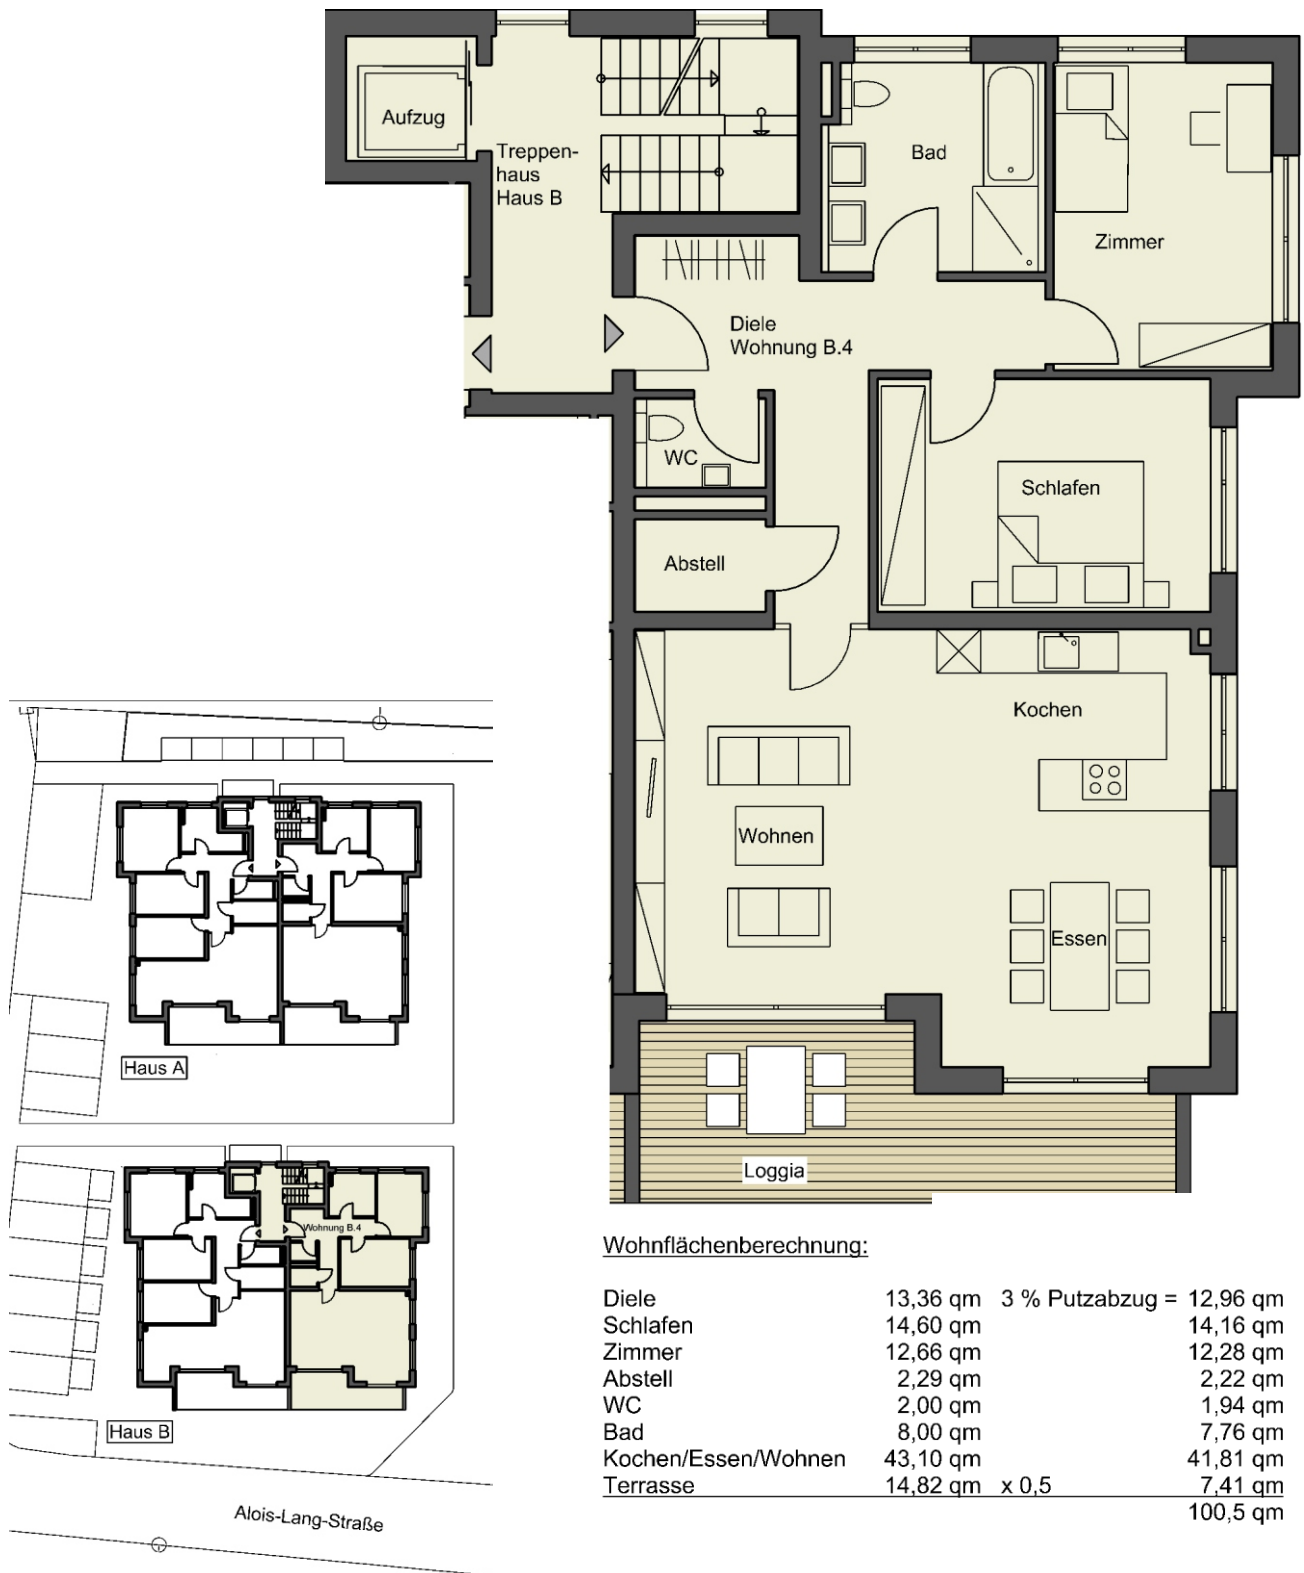 Aufzug
Treppen-
haus
Haus B
Bad
Zimmer
Diele
Wohnung B.4
WC
Schlafen
Abstell
Kochen
Wohnen
Essen
Loggia
Haus A
Wohnung B.4
Haus B
Alois-Lang-Straße
Wohnflächenberechnung:
Diele 13,36 qm 3 % Putzabzug = 12,96 qm
Schlafen 14,60 qm 14,16 qm
Zimmer 12,66 qm 12,28 qm
Abstell 2,29 qm 2,22 qm
WC 2,00 qm 1,94 qm
Bad 8,00 qm 7,76 qm
Kochen/Essen/Wohnen 43,10 qm 41,81 qm
Terrasse 14,82 qm x 0,5 7,41 qm
100,5 qm